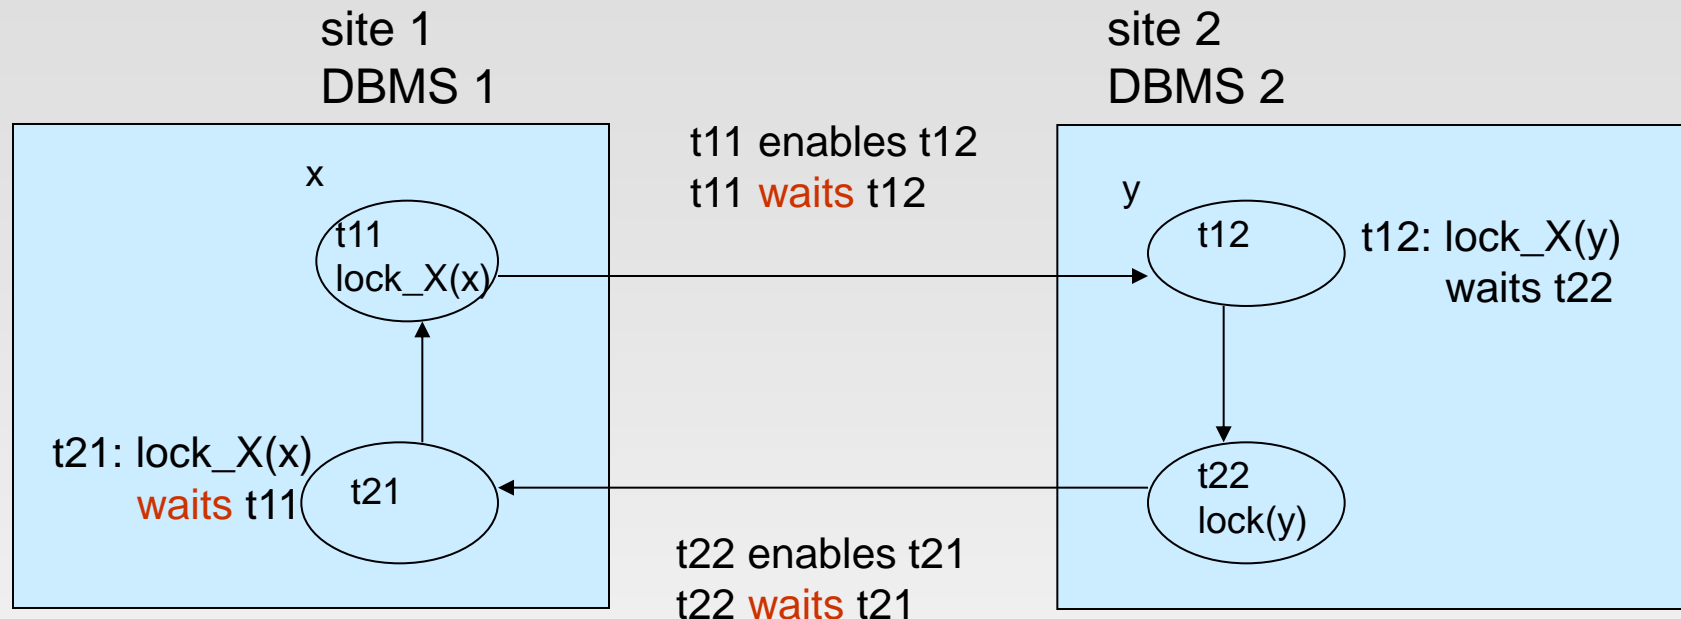 site 1
DBMS 1
site 2
DBMS 2
t11 enables t12
t11 waits t12
x
t11
lock_X(x)
y
t12
t12: lock_X(y)
waits t22
t21: lock_X(x)
waits t11
t21
t22
lock(y)
t22 enables t21
t22 waits t21